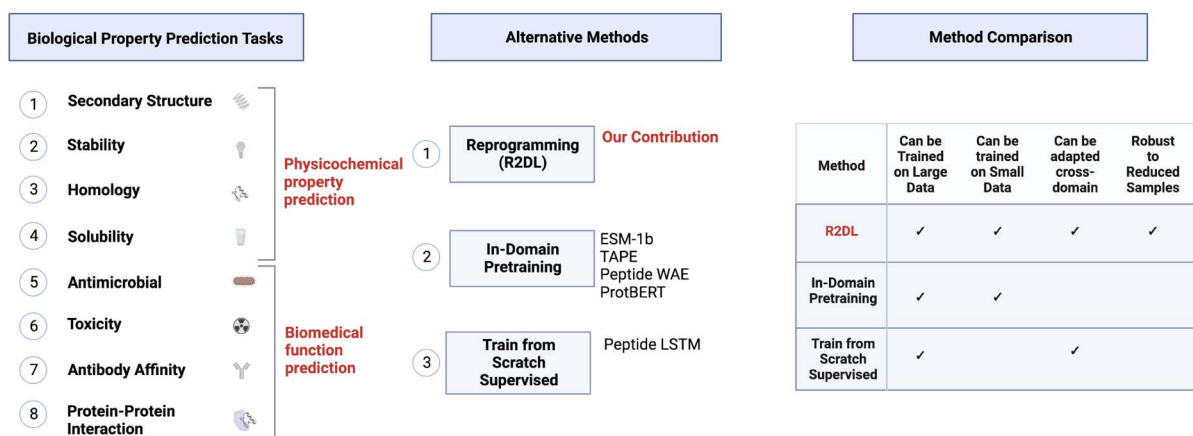 Biological Property Prediction Tasks
1 Secondary Structure
2 Stability
3 Homology
4 Solubility
Physicochemical
property
prediction
5 Antimicrobial
6 Toxicity
7 Antibody Affinity
8 Protein-Protein
Interaction
Biomedical
function
prediction
Alternative Methods
1 Reprogramming
(R2DL)
Our Contribution
2 In-Domain
Pretraining
ESM-1b
TAPE
Peptide WAE
ProtBERT
3 Train from
Scratch
Supervised
Peptide LSTM
Method Comparison
Method
Can be
Trained
on Large
Data
Can be
trained
on Small
Data
Can be
adapted
cross-
domain
Robust
to
Reduced
Samples
R2DL ✓ ✓ ✓ ✓
In-Domain
Pretraining ✓ ✓
Train from
Scratch
Supervised ✓ ✓